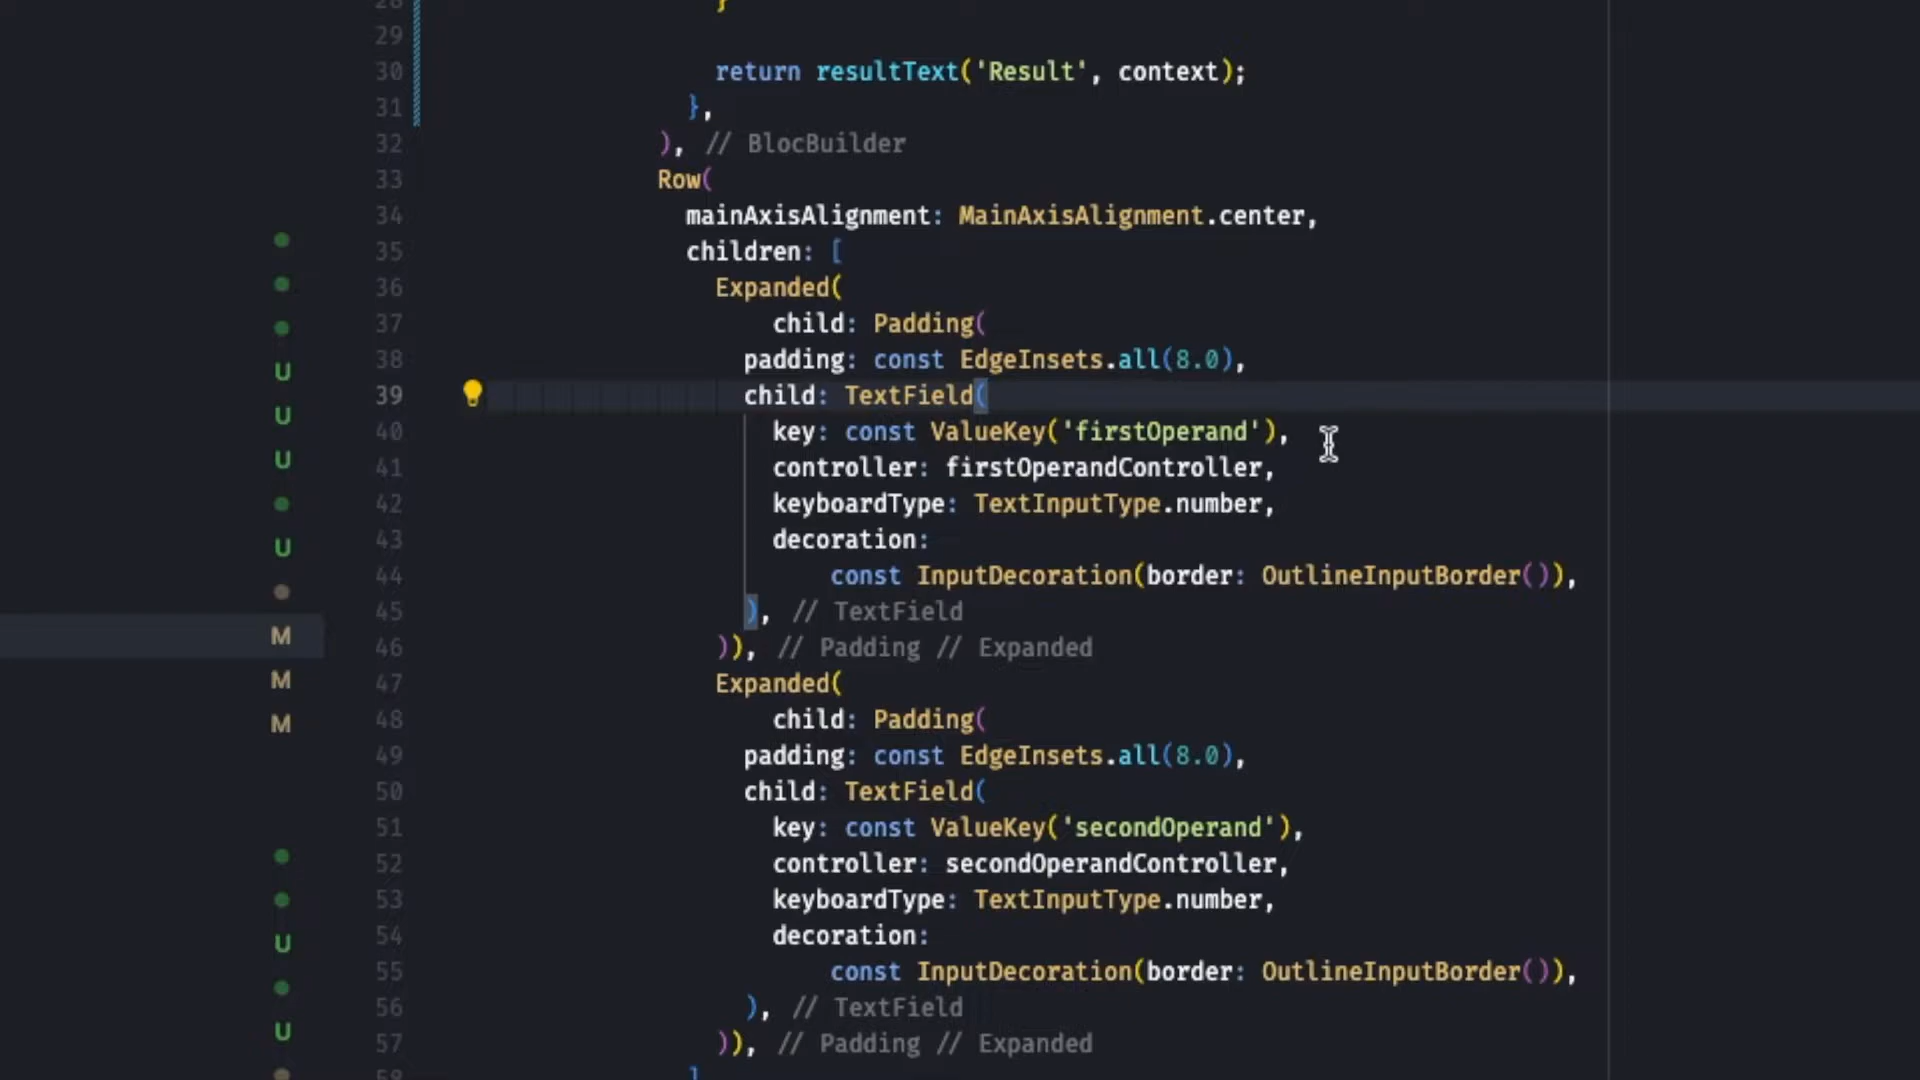 28 }
29
30 return resultText('Result', context);
31 },
32 ), // BlocBuilder
33 Row(
34 mainAxisAlignment: MainAxisAlignment.center,
35 children: [
36 Expanded(
37 child: Padding(
38 padding: const EdgeInsets.all(8.0),
39 child: TextField(
40 key: const ValueKey('firstOperand'),
41 controller: firstOperandController,
U 42 keyboardType: TextInputType.number,
U 43 decoration:
U 44 const InputDecoration(border: OutlineInputBorder()),
U 45 ), // TextField
M 46 )), // Padding // Expanded
M 47 Expanded(
M 48 child: Padding(
49 padding: const EdgeInsets.all(8.0),
50 child: TextField(
51 key: const ValueKey('secondOperand'),
52 controller: secondOperandController,
53 keyboardType: TextInputType.number,
U 54 decoration:
55 const InputDecoration(border: OutlineInputBorder()),
56 ), // TextField
U 57 )), // Padding // Expanded
58 ]